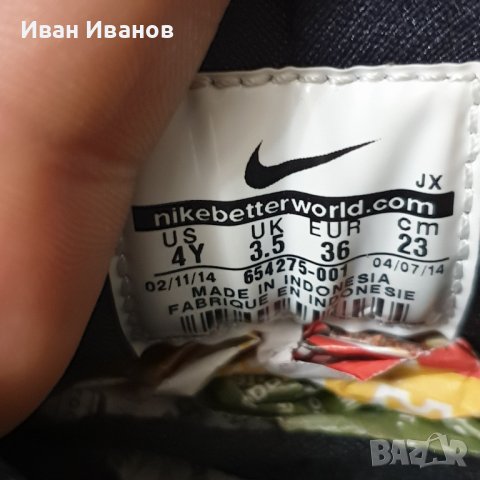 Иван Иванов
JX
nikebetterworld.com
US UK EUR cm
4Y 3.5 36 23
02/11/14 654275-001 04/07/14
MADE IN INDONESIA
FABRIQUE EN INDONESIE
BAZAR